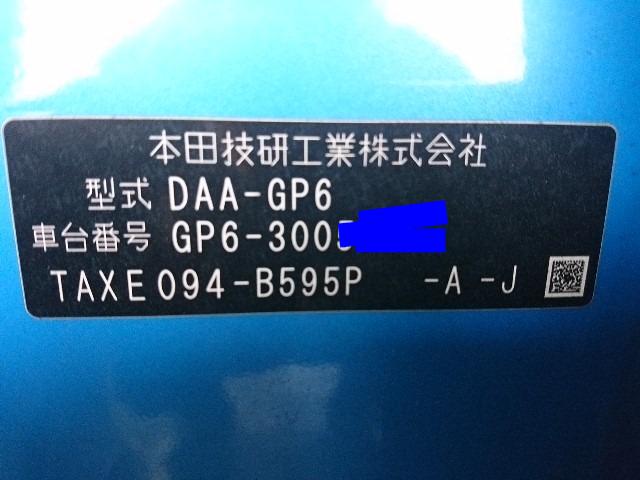 本田技研工業株式会社
型式 DAA-GP6
車台番号 GP6-3005
TAXE094-B595P -A -J